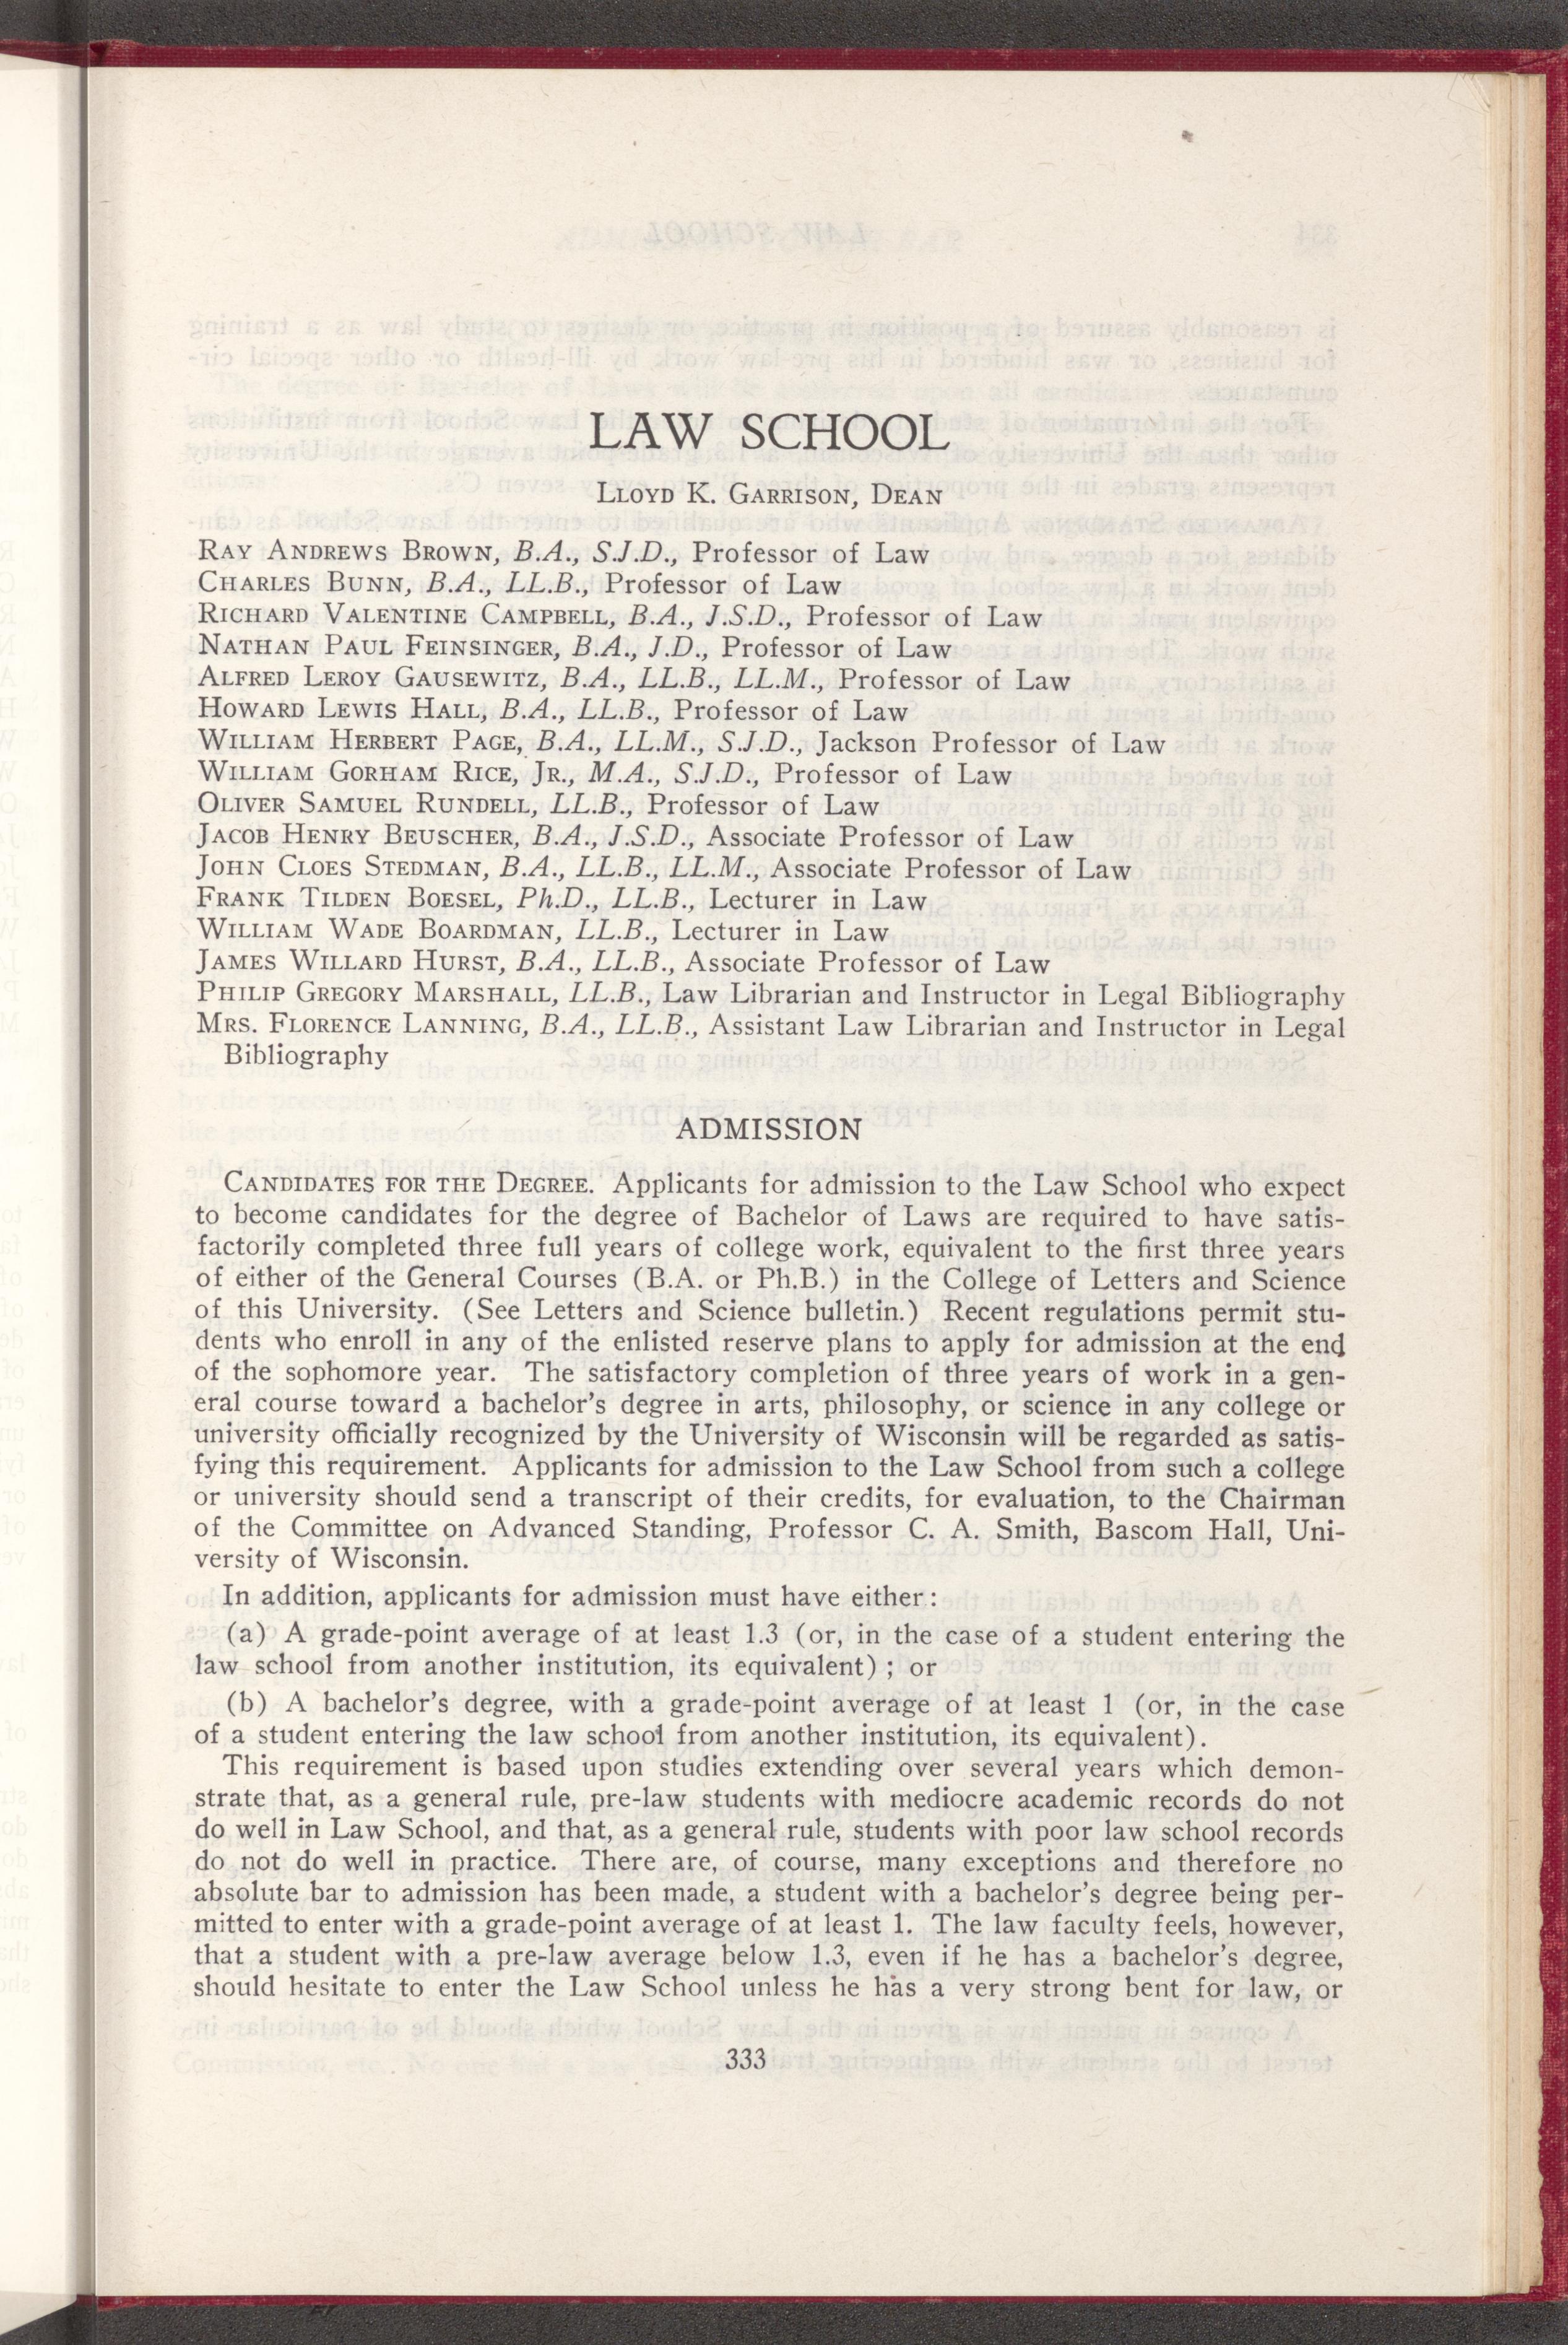 LAW SCHOOL
LLOYD K. GARRISON, DEAN
RAY ANDREWS BROWN, B.A., S.J.D., Professor of Law
CHARLES BUNN, B.A., LL.B., Professor of Law
RICHARD VALENTINE CAMPBELL, B.A., J.S.D., Professor of Law
NATHAN PAUL FEINSINGER, B.A., J.D., Professor of Law
ALFRED LEROY GAUSEWITZ, B.A., LL.B., LL.M., Professor of Law
HOWARD LEWIS HALL, B.A., LL.B., Professor of Law
WILLIAM HERBERT PAGE, B.A., LL.M., S.J.D., Jackson Professor of Law
WILLIAM GORHAM RICE, JR., M.A., S.J.D., Professor of Law
OLIVER SAMUEL RUNDELL, LL.B., Professor of Law
JACOB HENRY BEUSCHER, B.A., J.S.D., Associate Professor of Law
JOHN CLOES STEDMAN, B.A., LL.B., LL.M., Associate Professor of Law
FRANK TILDEN BOESEL, Ph.D., LL.B., Lecturer in Law
WILLIAM WADE BOARDMAN, LL.B., Lecturer in Law
JAMES WILLARD HURST, B.A., LL.B., Associate Professor of Law
PHILIP GREGORY MARSHALL, LL.B., Law Librarian and Instructor in Legal Bibliography
MRS. FLORENCE LANNING, B.A., LL.B., Assistant Law Librarian and Instructor in Legal
Bibliography
ADMISSION
CANDIDATES FOR THE DEGREE. Applicants for admission to the Law School who expect
to become candidates for the degree of Bachelor of Laws are required to have satis-
factorily completed three full years of college work, equivalent to the first three years
of either of the General Courses (B.A. or Ph.B.) in the College of Letters and Science
of this University. (See Letters and Science bulletin.) Recent regulations permit stu-
dents who enroll in any of the enlisted reserve plans to apply for admission at the end
of the sophomore year. The satisfactory completion of three years of work in a gen-
eral course toward a bachelor's degree in arts, philosophy, or science in any college or
university officially recognized by the University of Wisconsin will be regarded as satis-
fying this requirement. Applicants for admission to the Law School from such a college
or university should send a transcript of their credits, for evaluation, to the Chairman
of the Committee on Advanced Standing, Professor C. A. Smith, Bascom Hall, Uni-
versity of Wisconsin.
In addition, applicants for admission must have either:
(a) A grade-point average of at least 1.3 (or, in the case of a student entering the
law school from another institution, its equivalent); or
(b) A bachelor's degree, with a grade-point average of at least 1 (or, in the case
of a student entering the law school from another institution, its equivalent).
This requirement is based upon studies extending over several years which demon-
strate that, as a general rule, pre-law students with mediocre academic records do not
do well in Law School, and that, as a general rule, students with poor law school records
do not do well in practice. There are, of course, many exceptions and therefore no
absolute bar to admission has been made, a student with a bachelor's degree being per-
mitted to enter with a grade-point average of at least 1. The law faculty feels, however,
that a student with a pre-law average below 1.3, even if he has a bachelor's degree,
should hesitate to enter the Law School unless he has a very strong bent for law, or
333